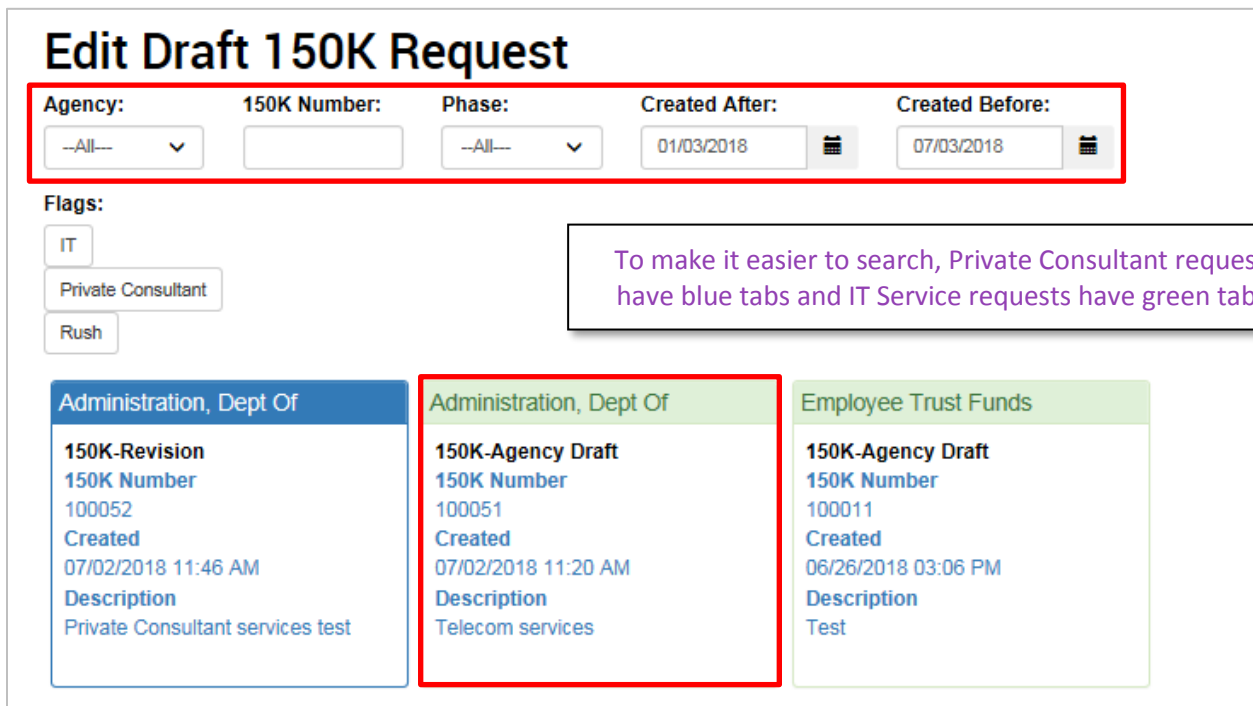 Edit Draft 150K Request
Agency: 150K Number: Phase: Created After: Created Before:
--All--- --All--- 01/03/2018 07/03/2018
Flags:
IT
Private Consultant
Rush
To make it easier to search, Private Consultant reques
have blue tabs and IT Service requests have green tab
Administration, Dept Of
150K-Revision
150K Number
100052
Created
07/02/2018 11:46 AM
Description
Private Consultant services test
Administration, Dept Of
150K-Agency Draft
150K Number
100051
Created
07/02/2018 11:20 AM
Description
Telecom services
Employee Trust Funds
150K-Agency Draft
150K Number
100011
Created
06/26/2018 03:06 PM
Description
Test